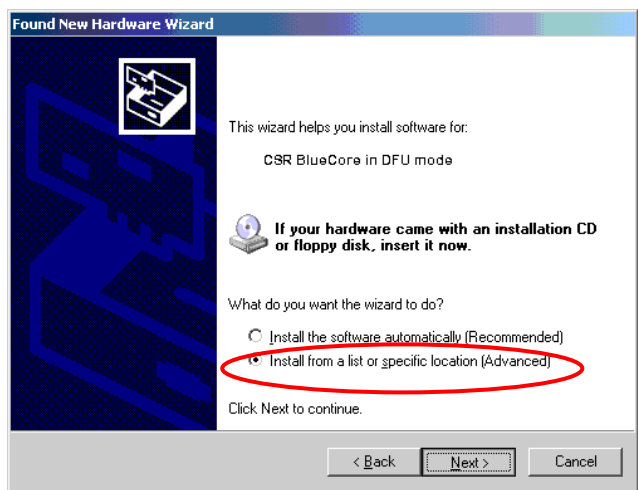 Found New Hardware Wizard
This wizard helps you install software for:
CSR BlueCore in DFU mode
If your hardware came with an installation CD
or floppy disk, insert it now.
What do you want the wizard to do?
Install the software automatically (Recommended)
Install from a list or specific location (Advanced)
Click Next to continue.
< Back Next > Cancel